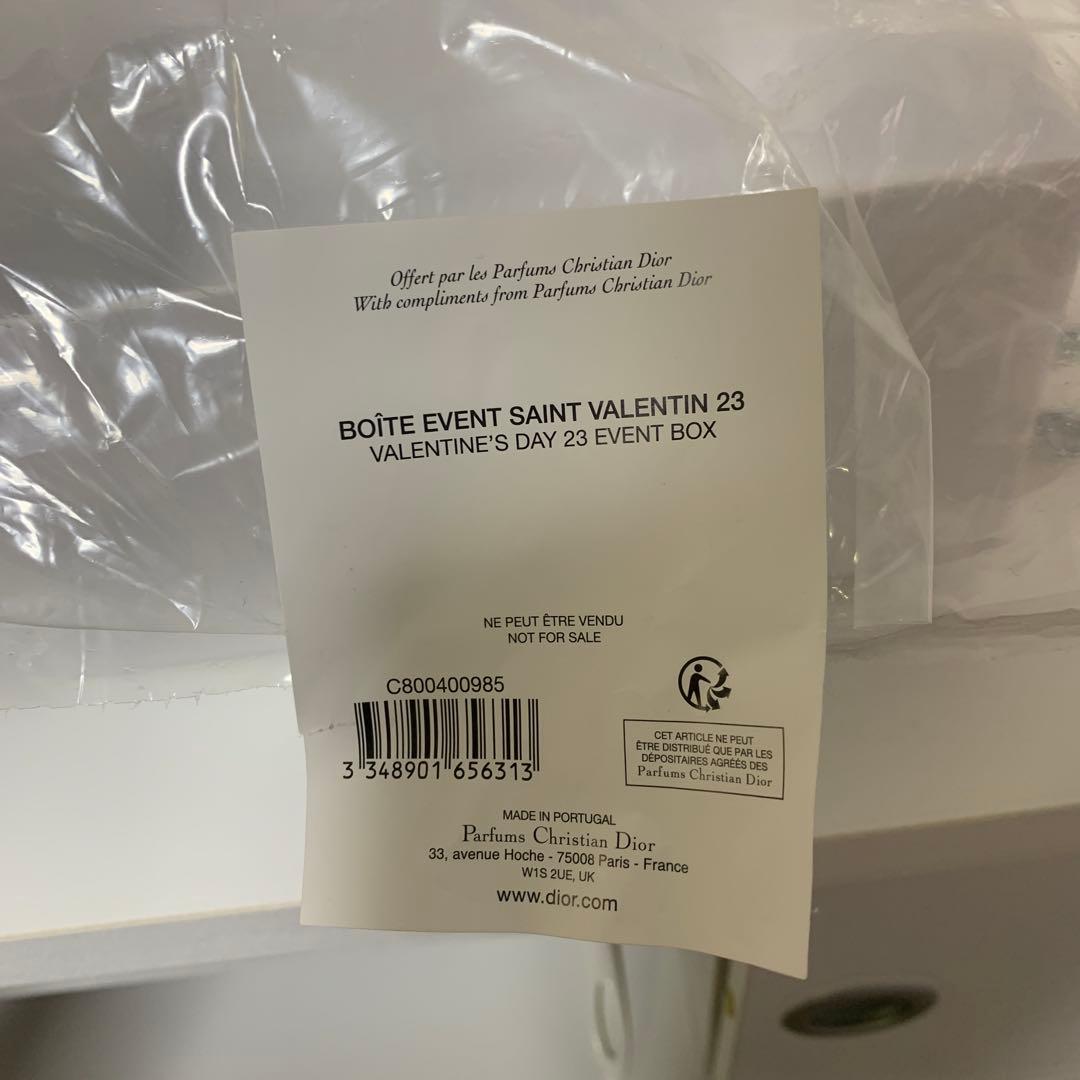 Offert par les Parfums Christian Dior
With compliments from Parfums Christian Dior
BOÎTE EVENT SAINT VALENTIN 23
VALENTINE'S DAY 23 EVENT BOX
NE PEUT ÊTRE VENDU
NOT FOR SALE
C800400985
3 348901 656313
CET ARTICLE NE PEUT
ÊTRE DISTRIBUÉ QUE PAR LES
DÉPOSITAIRES AGRÉÉS DES
Parfums Christian Dior
MADE IN PORTUGAL
Parfums Christian Dior
33, avenue Hoche - 75008 Paris - France
W1S 2UE, UK
www.dior.com